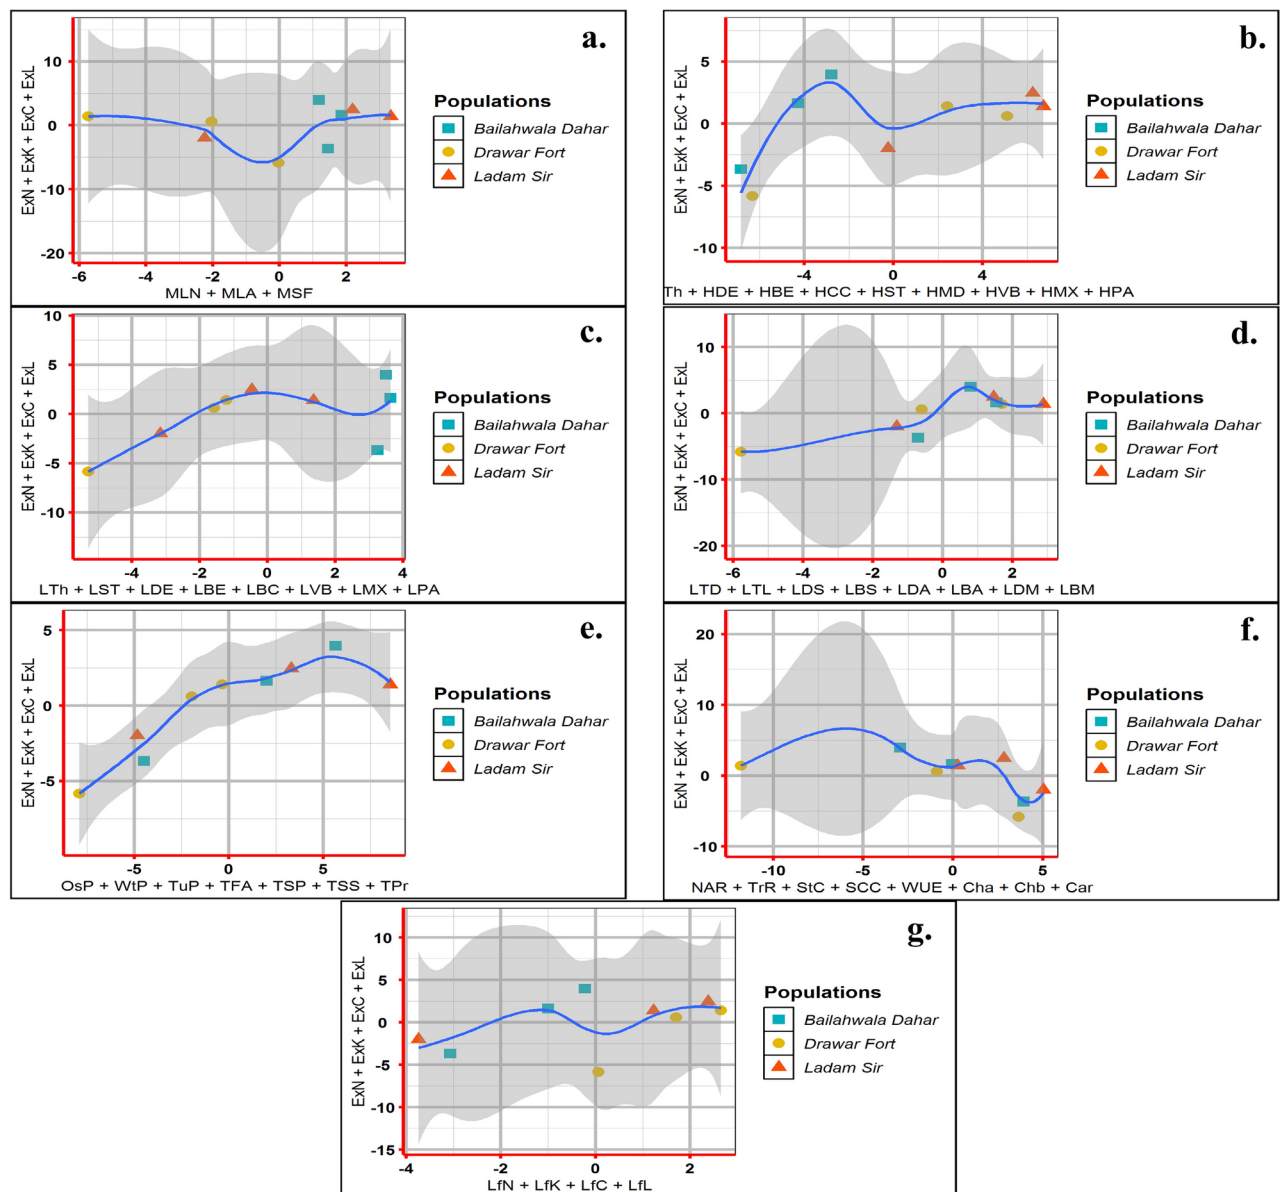 a.
ExN + ExK + ExC + ExL
10
0
-10
-20
-6
-4
-2
0
2
MLN + MLA + MSF
Populations
Bailahwala Dahar
Drawar Fort
Ladam Sir
b.
ExN + ExK + ExC + ExL
5
0
-5
-10
-4
0
4
Th + HDE + HBE + HCC + HST + HMD + HVB + HMX + HPA
Populations
Bailahwala Dahar
Drawar Fort
Ladam Sir
c.
ExN + ExK + ExC + ExL
10
5
0
-5
-10
-4
-2
0
2
4
LTh + LST + LDE + LBE + LBC + LVB + LMX + LPA
Populations
Bailahwala Dahar
Drawar Fort
Ladam Sir
d.
ExN + ExK + ExC + ExL
10
0
-10
-20
-6
-4
-2
0
2
LTD + LTL + LDS + LBS + LDA + LBA + LDM + LBM
Populations
Bailahwala Dahar
Drawar Fort
Ladam Sir
e.
ExN + ExK + ExC + ExL
5
0
-5
-5
0
5
OsP + WtP + TuP + TFA + TSP + TSS + TPr
Populations
Bailahwala Dahar
Drawar Fort
Ladam Sir
f.
ExN + ExK + ExC + ExL
20
10
0
-10
-10
-5
0
5
NAR + TrR + StC + SCC + WUE + Cha + Chb + Car
Populations
Bailahwala Dahar
Drawar Fort
Ladam Sir
g.
ExN + ExK + ExC + ExL
10
5
0
-5
-10
-15
-4
-2
0
2
LfN + LfK + LfC + LfL
Populations
Bailahwala Dahar
Drawar Fort
Ladam Sir